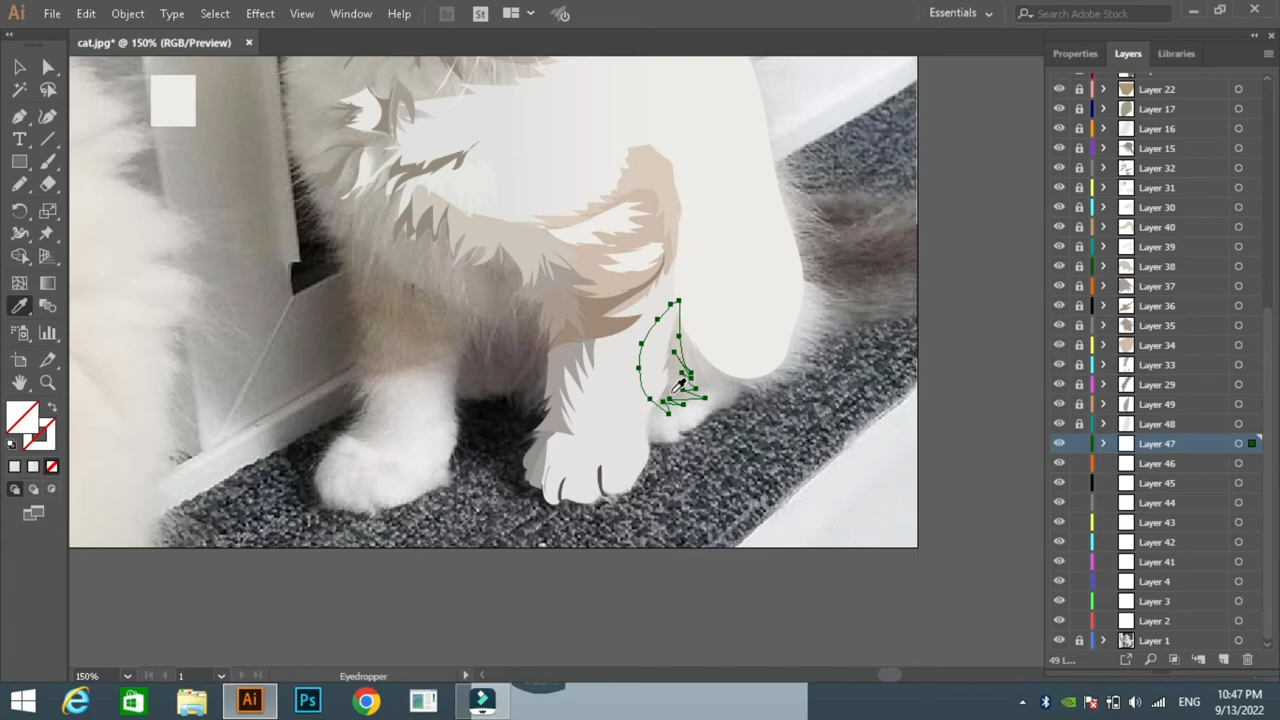 Ai File Edit Object Type Select Effect View Window Help Br St Essentials Search Adobe Stock
cat.jpg* @ 150% (RGB/Preview) Properties Layers Libraries
Layer 22
Layer 17
Layer 16
Layer 15
Layer 32
Layer 31
Layer 30
Layer 40
Layer 39
Layer 38
Layer 37
Layer 36
Layer 35
Layer 34
Layer 33
Layer 29
Layer 49
Layer 48
Layer 47
Layer 46
Layer 45
Layer 44
Layer 43
Layer 42
Layer 41
Layer 4
Layer 3
Layer 2
Layer 1
49 L...
150% 1 Eyedropper
Ai Ps ENG 10:47 PM
9/13/2022